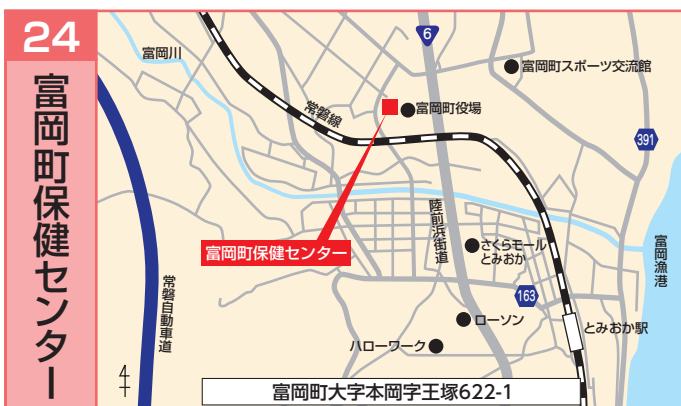 24
富岡町保健センター
富岡川
6
富岡町スポーツ交流館
常磐線
富岡町役場
391
陸前浜街道
富岡町保健センター
さくらモール
とみおか
富岡漁港
常磐自動車道
163
ローソン
とみおか駅
ハローワーク
4
富岡町大字本岡字王塚622-1